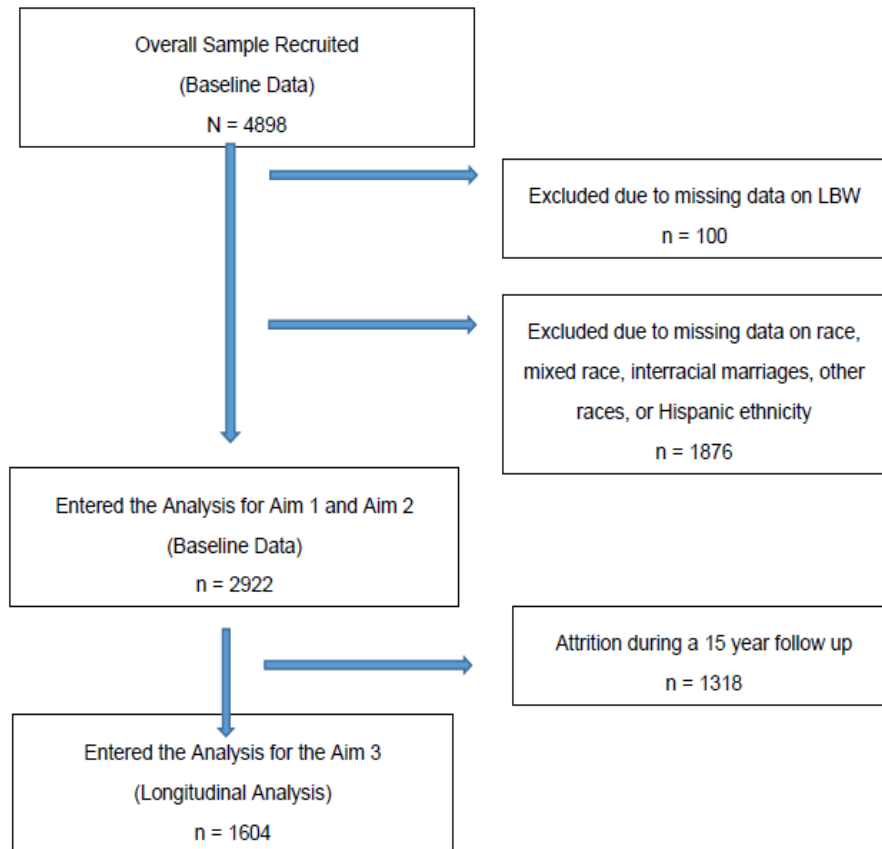 Overall Sample Recruited
(Baseline Data)
N = 4898
Excluded due to missing data on LBW
n = 100
Excluded due to missing data on race,
mixed race, interracial marriages, other
races, or Hispanic ethnicity
n = 1876
Entered the Analysis for Aim 1 and Aim 2
(Baseline Data)
n = 2922
Attrition during a 15 year follow up
n = 1318
Entered the Analysis for the Aim 3
(Longitudinal Analysis)
n = 1604